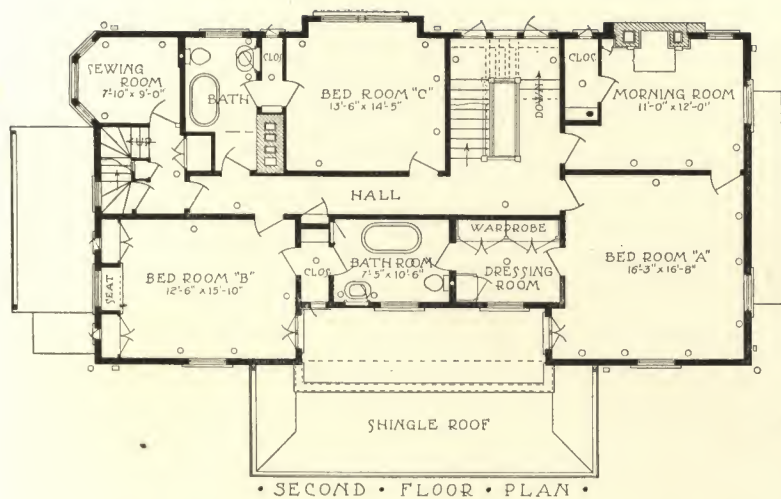 SEWING
ROOM
7'-10" x 9'-0"
BATH
CLOS
BED ROOM "C"
13'-6" x 14'-5"
DOWN
CLOS
MORNING ROOM
11'-0" x 12'-0"
UP
HALL
SEAT
BED ROOM "B"
12'-6" x 15'-10"
CLOS
BATH ROOM
7'-5" x 10'-6"
WARDROBE
DRESSING
ROOM
BED ROOM "A"
16'-3" x 16'-8"
SHINGLE ROOF
• SECOND • FLOOR • PLAN •